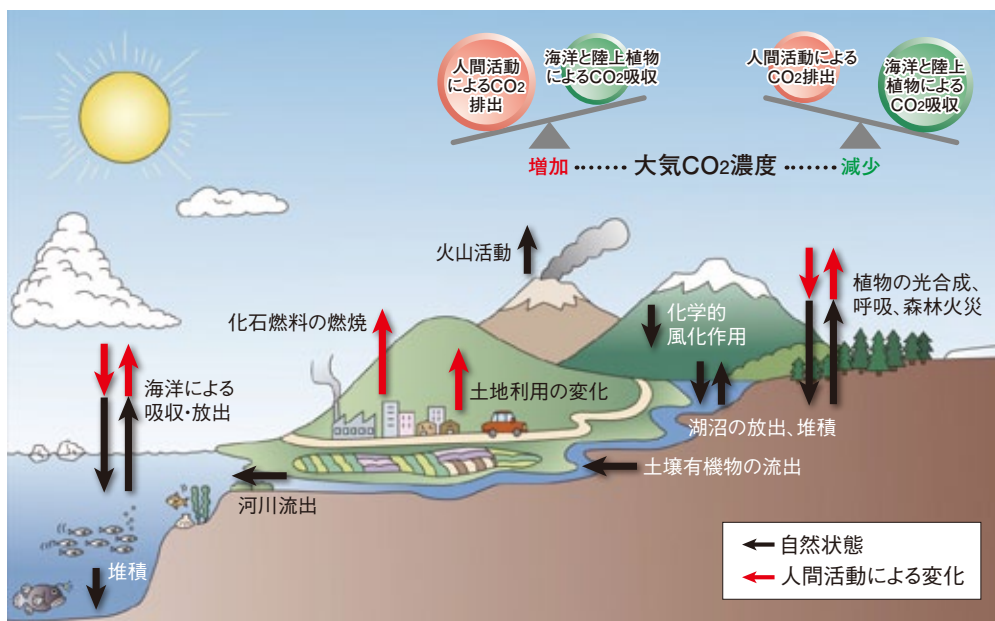 人間活動
によるCO2
排出
海洋と陸上植物
によるCO2吸収
人間活動による
CO2排出
海洋と陸上
植物による
CO2吸収
増加 …… 大気CO2濃度 …… 減少
火山活動
化石燃料の燃焼
土地利用の変化
化学的
風化作用
植物の光合成、
呼吸、森林火災
海洋による
吸収・放出
湖沼の放出、堆積
土壌有機物の流出
河川流出
堆積
自然状態
人間活動による変化